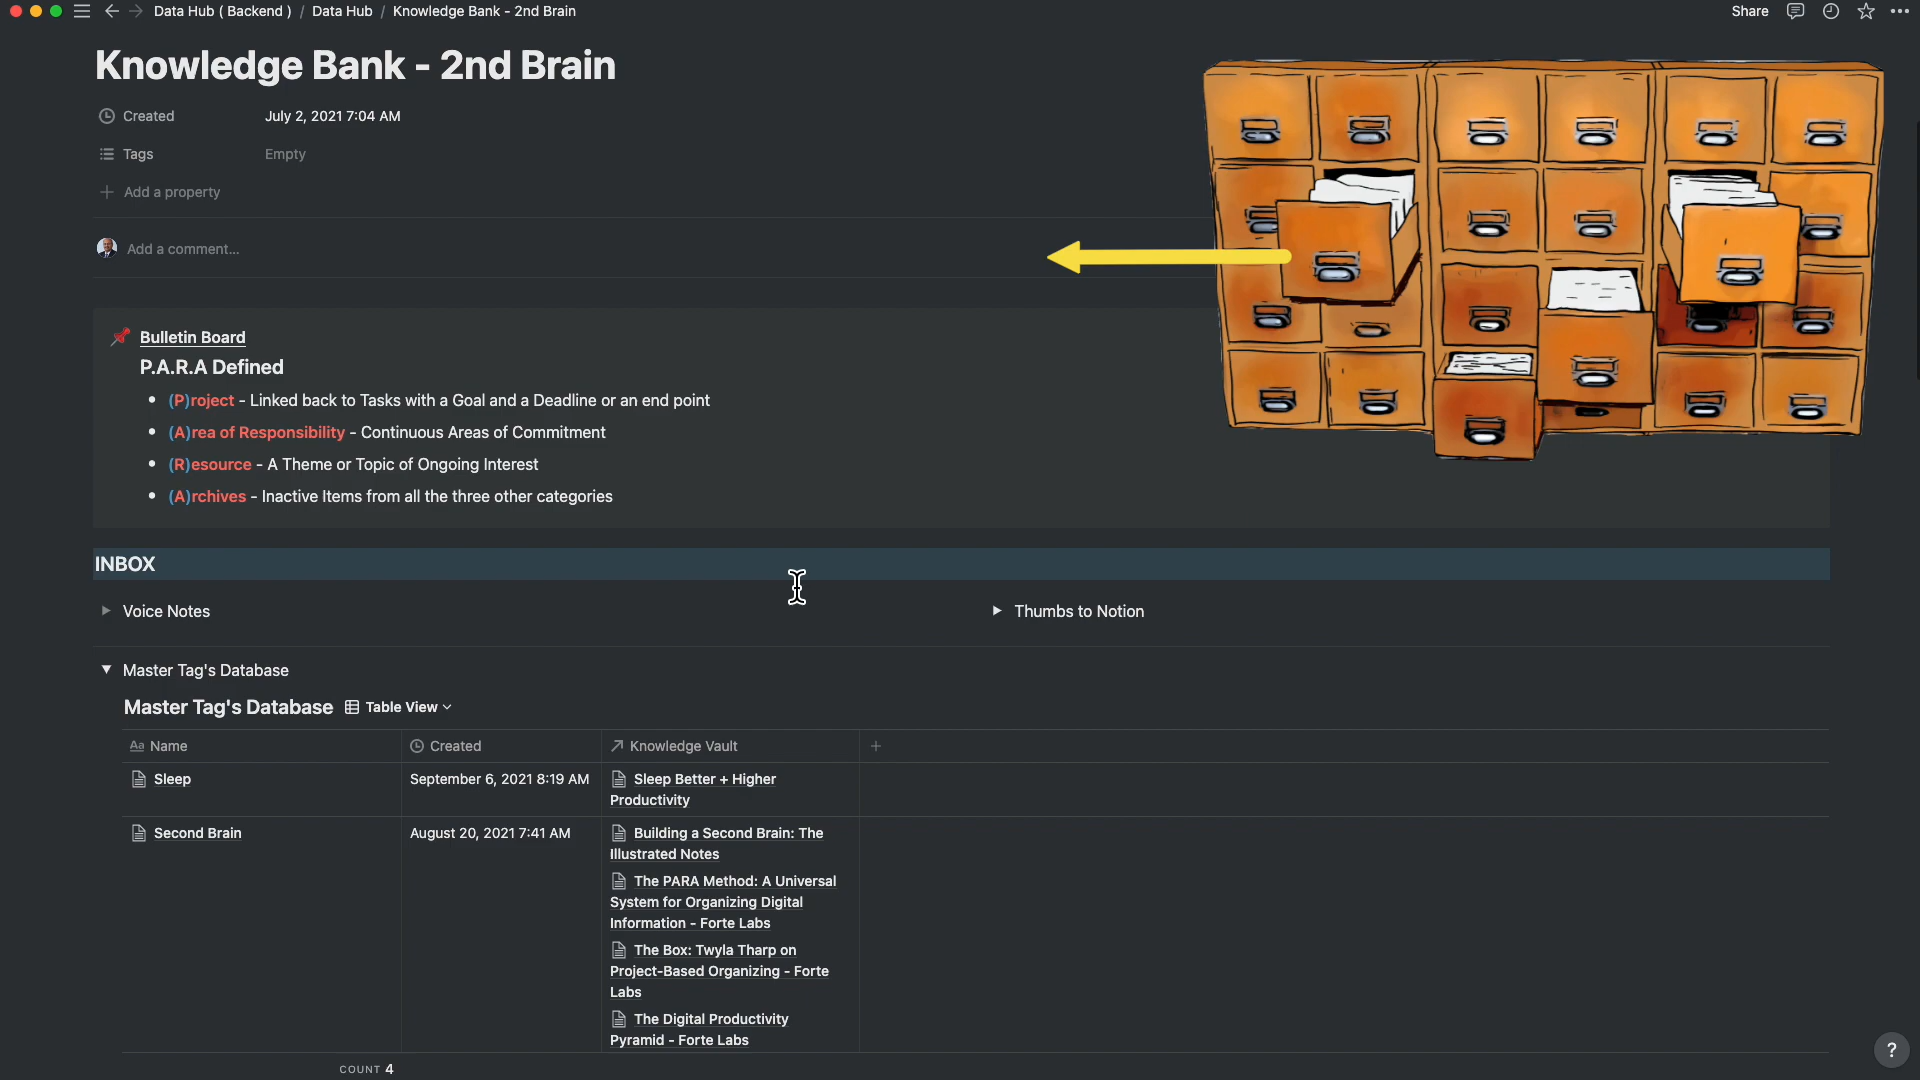 Data Hub ( Backend ) / Data Hub / Knowledge Bank - 2nd Brain
Share
Knowledge Bank - 2nd Brain
Created July 2, 2021 7:04 AM
Tags Empty
Add a property
Add a comment...
Bulletin Board
P.A.R.A Defined
(P)roject - Linked back to Tasks with a Goal and a Deadline or an end point
(A)rea of Responsibility - Continuous Areas of Commitment
(R)esource - A Theme or Topic of Ongoing Interest
(A)rchives - Inactive Items from all the three other categories
INBOX
Voice Notes
Thumbs to Notion
Master Tag's Database
Master Tag's Database Table View
Aa Name Created Knowledge Vault
Sleep September 6, 2021 8:19 AM Sleep Better + Higher
Productivity
Second Brain August 20, 2021 7:41 AM Building a Second Brain: The
Illustrated Notes
The PARA Method: A Universal
System for Organizing Digital
Information - Forte Labs
The Box: Twyla Tharp on
Project-Based Organizing - Forte
Labs
The Digital Productivity
Pyramid - Forte Labs
COUNT 4
?